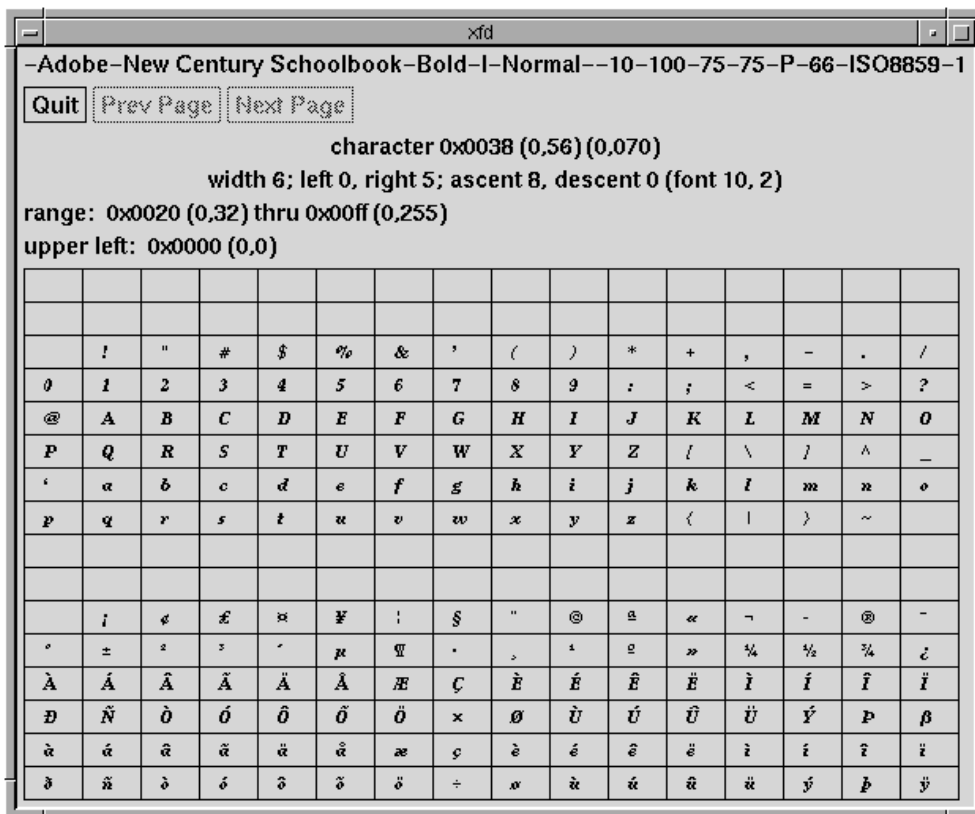 xfd
-Adobe-New Century Schoolbook-Bold-I-Normal--10-100-75-75-P-66-ISO8859-1
Quit Prev Page Next Page
character 0x0038 (0,56) (0,070)
width 6; left 0, right 5; ascent 8, descent 0 (font 10, 2)
range: 0x0020 (0,32) thru 0x00ff (0,255)
upper left: 0x0000 (0,0)
! " # $ % & ’ ( ) * + , - . /
0 1 2 3 4 5 6 7 8 9 : ; < = > ?
@ A B C D E F G H I J K L M N O
P Q R S T U V W X Y Z [ \ ] ^ _
‘ a b c d e f g h i j k l m n o
p q r s t u v w x y z { | } ~
¡ ¢ £ ¤ ¥ ¦ § ¨ © ª « ¬ - ® ¯
° ± ² ³ ´ µ ¶ · ¸ ¹ º » ¼ ½ ¾ ¿
À Á Â Ã Ä Å Æ Ç È É Ê Ë Ì Í Î Ï
Ð Ñ Ò Ó Ô Õ Ö × Ø Ù Ú Û Ü Ý Þ ß
à á â ã ä å æ ç è é ê ë ì í î ï
ð ñ ò ó ô õ ö ÷ ø ù ú û ü ý þ ÿ